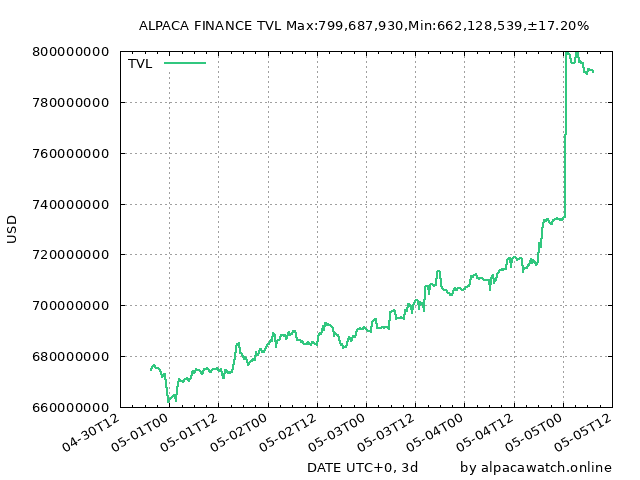 ALPACA FINANCE TVL Max:799,687,930,Min:662,128,539,±17.20%
TVL
800000000
780000000
760000000
740000000
720000000
700000000
680000000
660000000
USD
04-30T12
05-01T00
05-01T12
05-02T00
05-02T12
05-03T00
05-03T12
05-04T00
05-04T12
05-05T00
05-05T12
DATE UTC+0, 3d
by alpacawatch.online